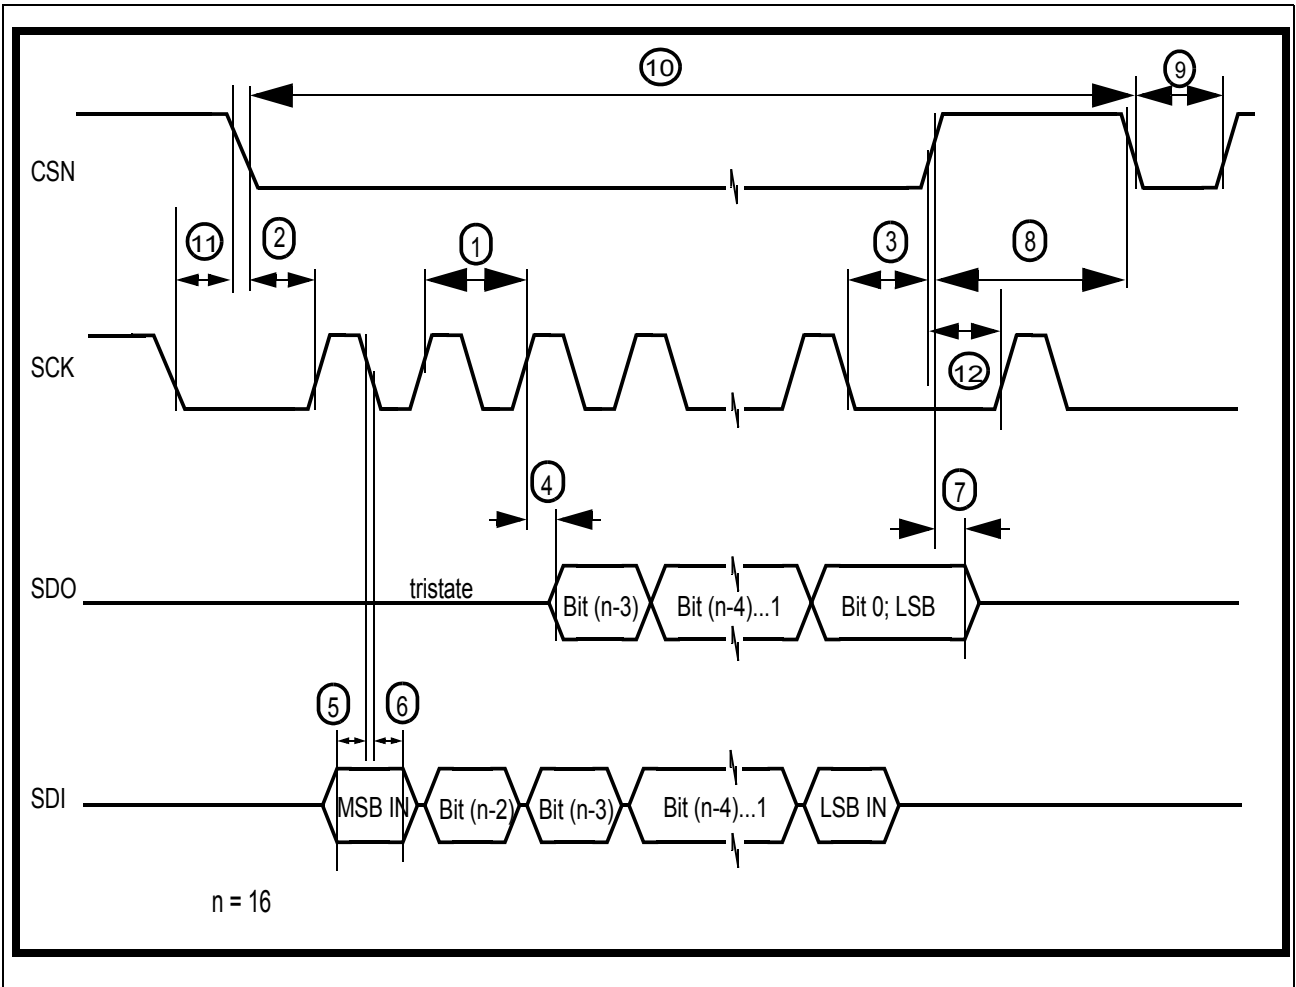 10
9
CSN
11
2
1
3
8
SCK
12
4
7
SDO
tristate
Bit (n-3)
Bit (n-4)...1
Bit 0; LSB
5
6
SDI
MSB IN
Bit (n-2)
Bit (n-3)
Bit (n-4)...1
LSB IN
n = 16